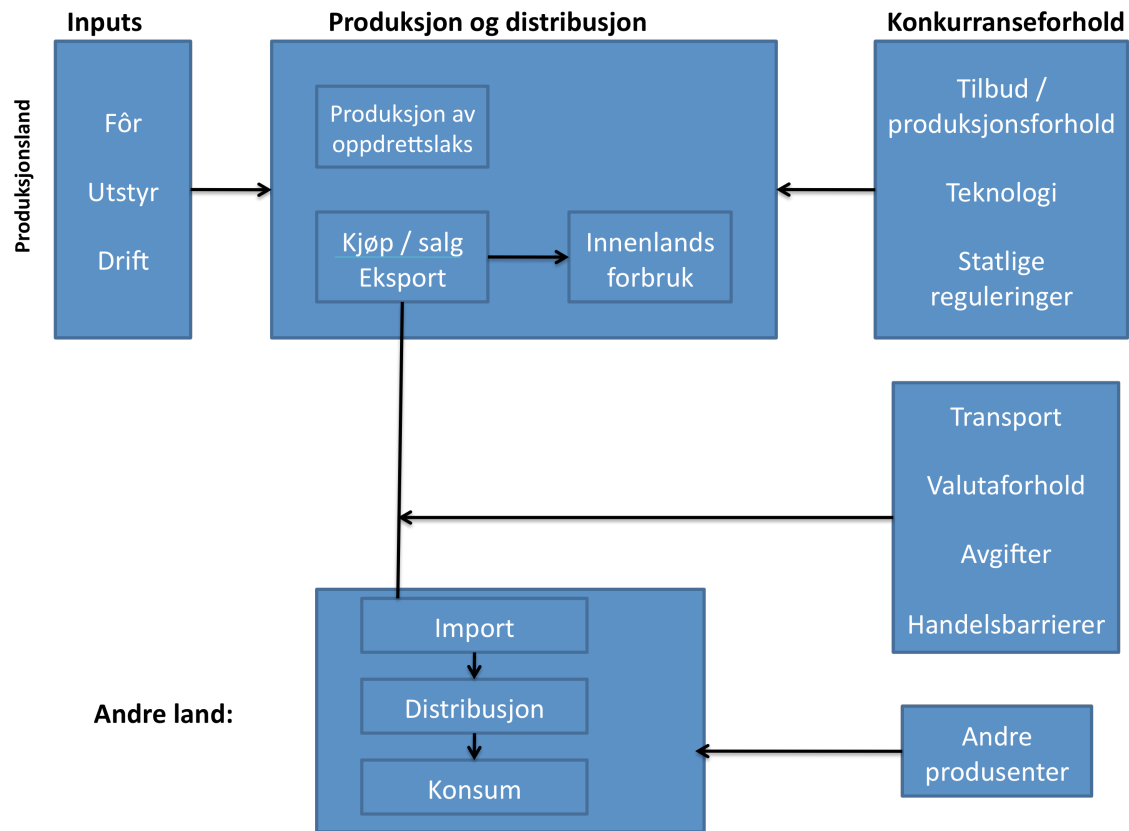 Inputs
Produksjon og distribusjon
Konkurranseforhold
Produksjonsland
Fôr
Utstyr
Drift
Produksjon av
oppdrettslaks
Kjøp / salg
Eksport
Innenlands
forbruk
Tilbud /
produksjonsforhold
Teknologi
Statlige
reguleringer
Transport
Valutaforhold
Avgifter
Handelsbarrierer
Andre land:
Import
Distribusjon
Konsum
Andre
produsenter